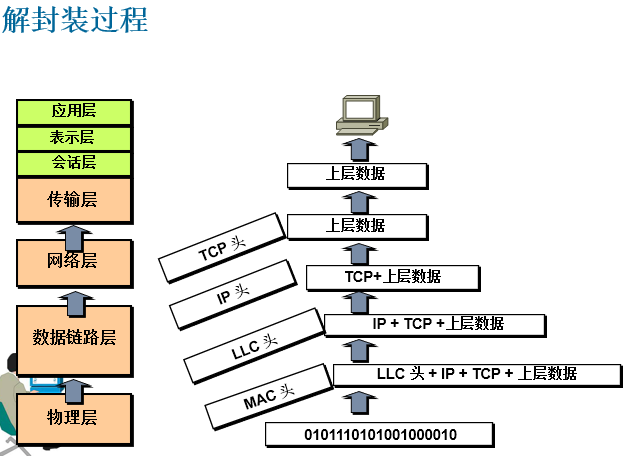 解封装过程
应用层
表示层
会话层
传输层
网络层
数据链路层
物理层
上层数据
上层数据
TCP 头
TCP+上层数据
IP 头
IP + TCP +上层数据
LLC 头
LLC 头 + IP + TCP + 上层数据
MAC 头
0101110101001000010